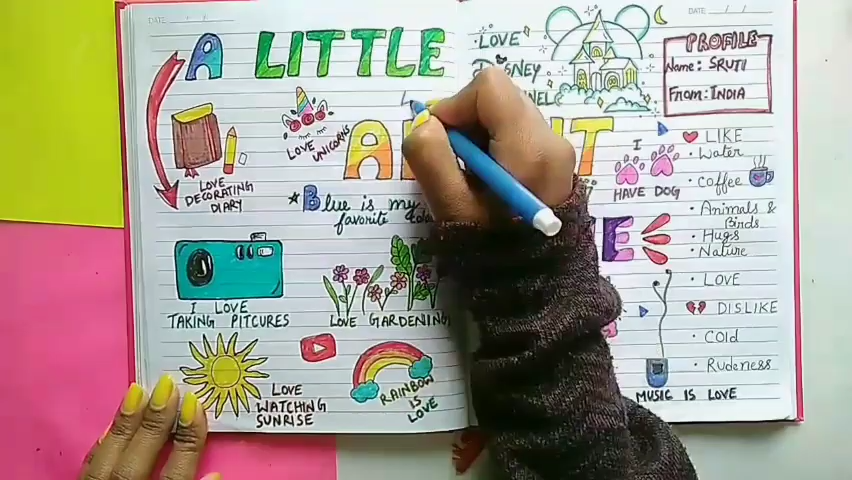 DATE
A LITTLE
LOVE
UNICORNS
LOVE
DECORATING
DIARY
Blue is my
favorite
I LOVE
TAKING PITCURES
LOVE GARDENING
LOVE
WATCHING
SUNRISE
RAINBOW
IS
LOVE
DATE
LOVE
DISNEY
PROFILE
Name: SRUTI
From: INDIA
I
HAVE DOG
LIKE
Water
Coffee
Animals &
Birds
Hugs
Nature
LOVE
DISLIKE
Cold
Rudeness
MUSIC IS LOVE